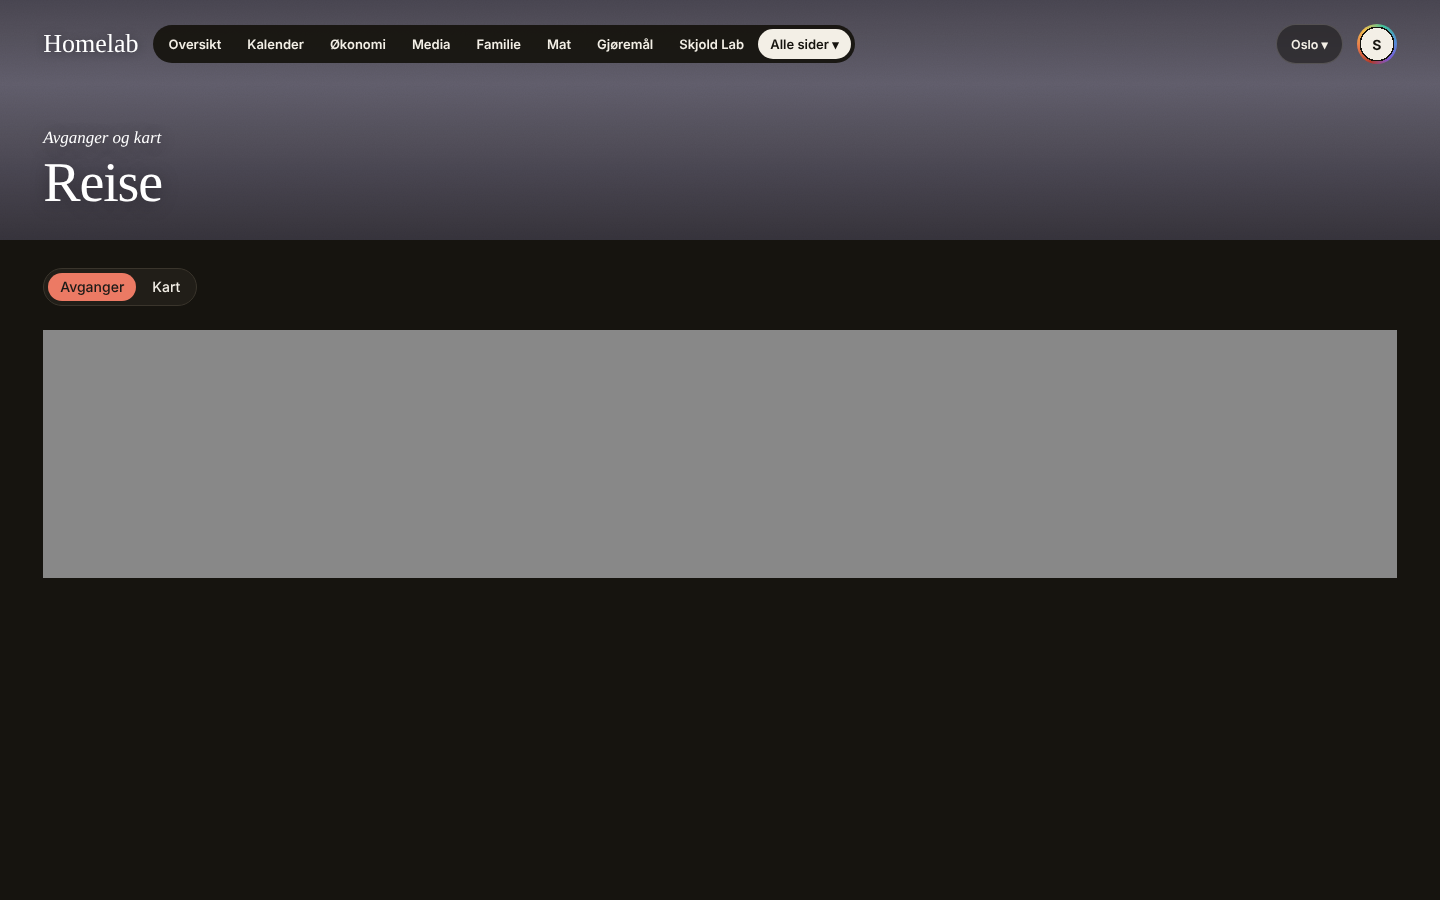 Homelab
Oversikt Kalender Økonomi Media Familie Mat Gjøremål Skjold Lab Alle sider ▾
Oslo ▾
S
Avganger og kart
Reise
Avganger Kart